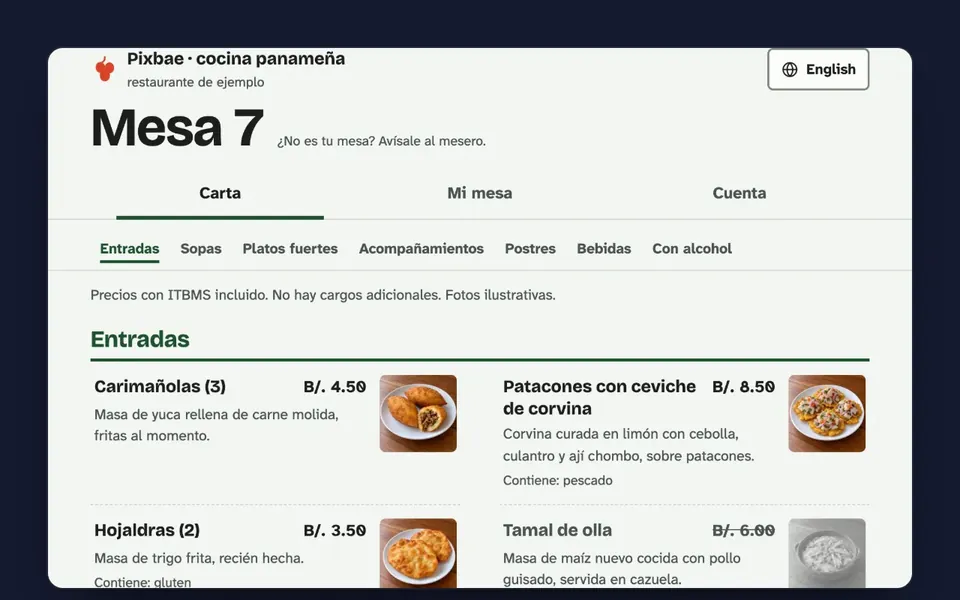 Pixbae · cocina panameña
restaurante de ejemplo
English
Mesa 7
¿No es tu mesa? Avísale al mesero.
Carta
Mi mesa
Cuenta
Entradas
Sopas
Platos fuertes
Acompañamientos
Postres
Bebidas
Con alcohol
Precios con ITBMS incluido. No hay cargos adicionales. Fotos ilustrativas.
Entradas
Carimañolas (3)
B/. 4.50
Masa de yuca rellena de carne molida,
fritas al momento.
Patacones con ceviche
de corvina
B/. 8.50
Corvina curada en limón con cebolla,
culantro y ají chombo, sobre patacones.
Contiene: pescado
Hojaldras (2)
B/. 3.50
Masa de trigo frita, recién hecha.
Contiene: gluten
Tamal de olla
B/. 6.00
Masa de maíz nuevo cocida con pollo
guisado, servida en cazuela.